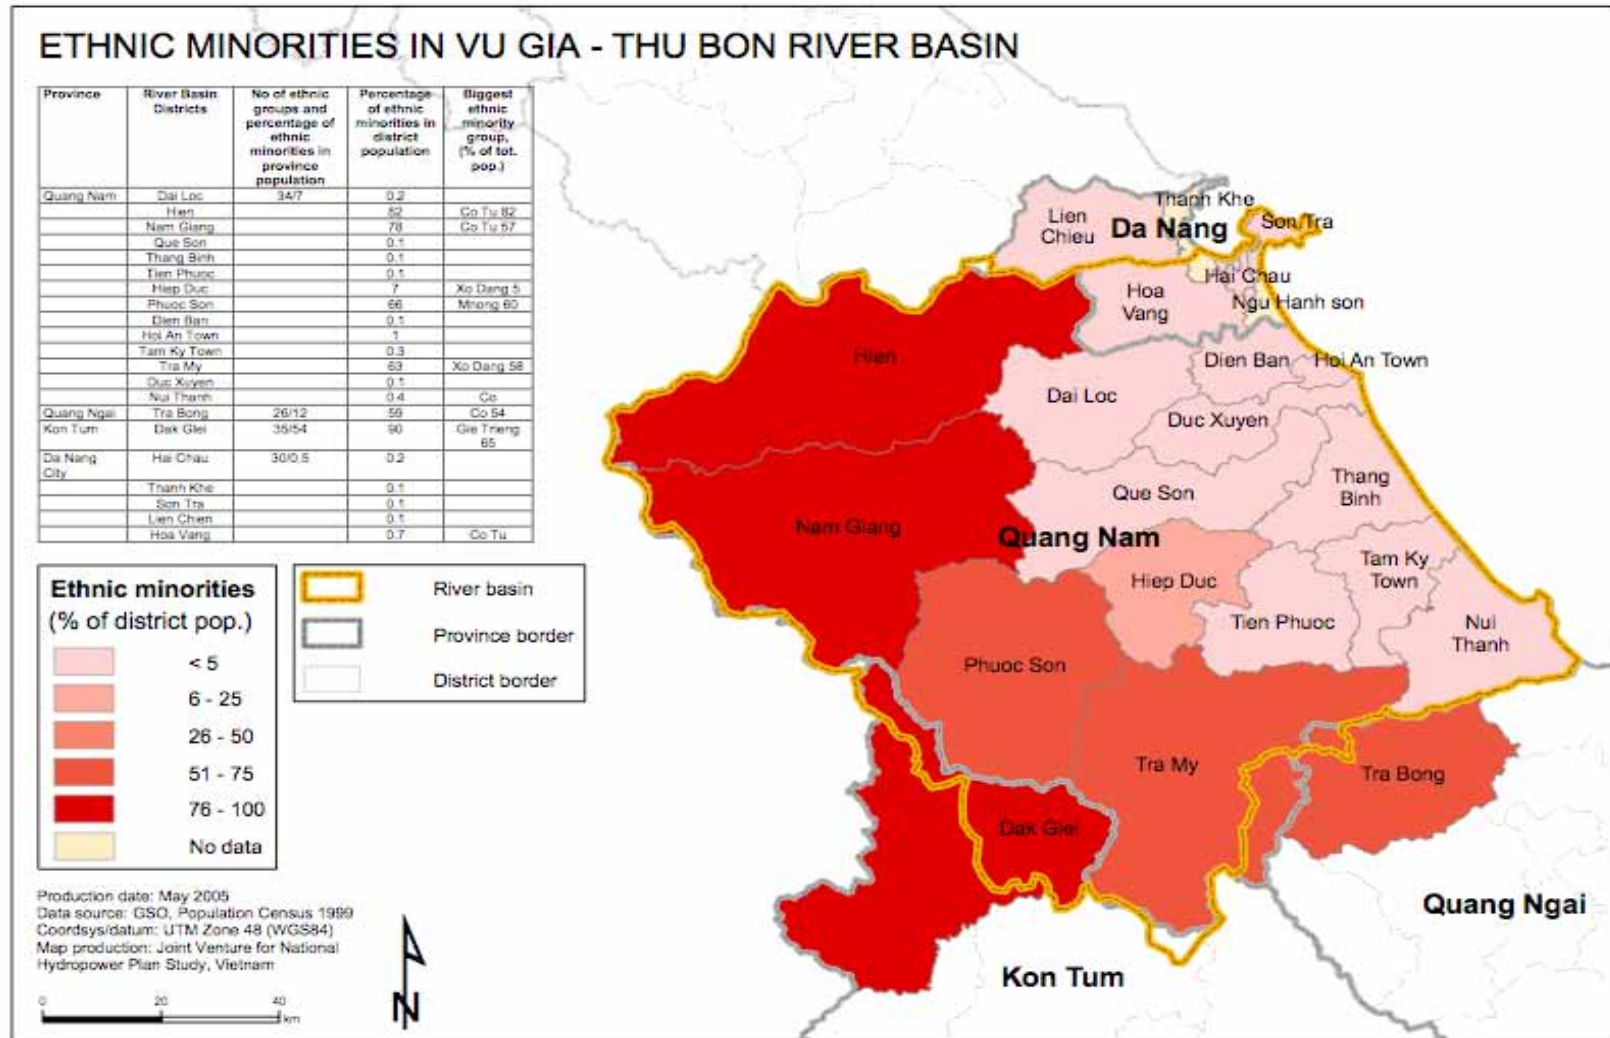 ETHNIC MINORITIES IN VU GIA - THU BON RIVER BASIN
Province River Basin Districts No of ethnic groups and percentage of ethnic minorities in province population Percentage of ethnic minorities in district population Biggest ethnic minority group, (% of tot. pop.)
Quang Nam Dai Loc 34/7 0.2
Hien 82 Co Tu 82
Nam Giang 78 Co Tu 57
Que Son 0.1
Thang Binh 0.1
Tien Phuoc 0.1
Hiep Duc 7 Xo Dang 5
Phuoc Son 66 Mnong 60
Dien Ban 0.1
Hoi An Town 1
Tam Ky Town 0.3
Tra My 63 Xo Dang 58
Duc Xuyen 0.1
Nui Thanh 0.4 Co
Quang Ngai Tra Bong 26/12 59 Co 54
Kon Tum Dak Glei 35/54 90 Gie Trieng 65
Da Nang City Hai Chau 30/0.5 0.2
Thanh Khe 0.1
Son Tra 0.1
Lien Chien 0.1
Hoa Vang 0.7 Co Tu
Ethnic minorities
(% of district pop.)
< 5
6 - 25
26 - 50
51 - 75
76 - 100
No data
River basin
Province border
District border
Production date: May 2005
Data source: GSO, Population Census 1999
Coordsys/datum: UTM Zone 48 (WGS84)
Map production: Joint Venture for National
Hydropower Plan Study, Vietnam
0 20 40
km
N
Thanh Khe
Lien
Chieu
Da Nang
Son Tra
Hai Chau
Hoa
Vang
Ngu Hanh son
Hien
Dien Ban
Hoi An Town
Dai Loc
Duc Xuyen
Thang
Binh
Que Son
Nam Giang
Quang Nam
Tam Ky
Town
Hiep Duc
Tien Phuoc
Nui
Thanh
Phuoc Son
Tra My
Tra Bong
Dak Glei
Quang Ngai
Kon Tum